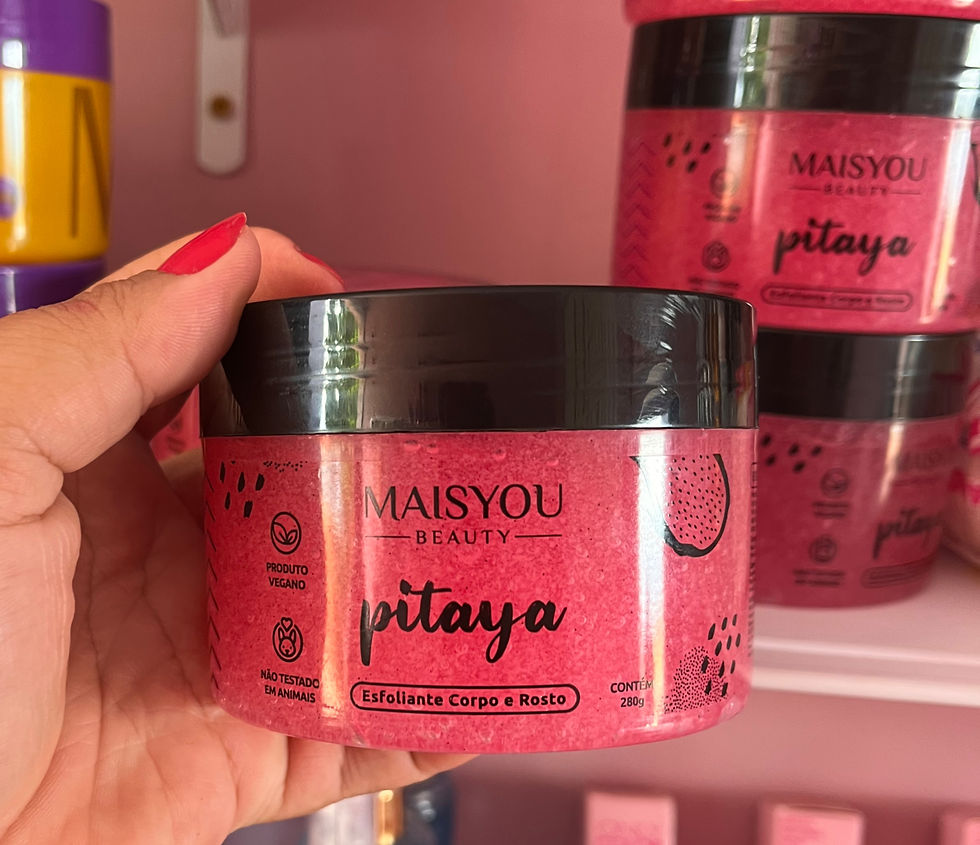 MAISYOU
BEAUTY
pitaya
Esfoliante Corpo e Rosto
PRODUTO
VEGANO
NÃO TESTADO
EM ANIMAIS
CONTÉM
280g
MAISYOU
BEAUTY
pitaya
Esfoliante Corpo e Rosto
pitaya
N